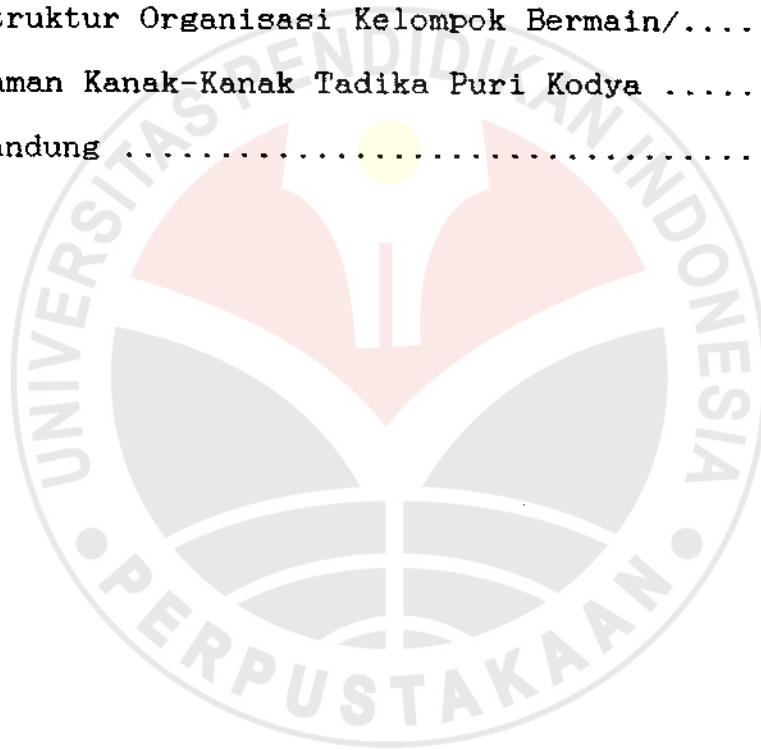 truktur Organisasi Kelompok Bermain/....
aman Kanak-Kanak Tadika Puri Kodya .....
andung .................................
UNIVERSITAS PENDIDIKAN INDONESIA
PERPUSTAKAAN